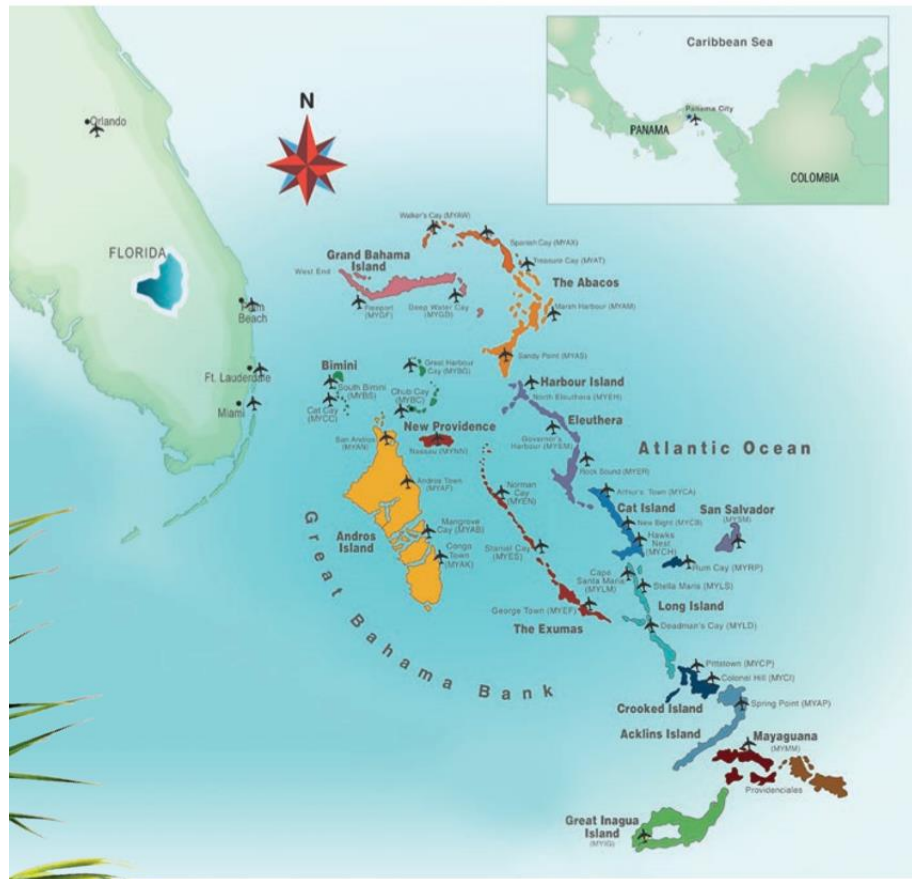 Caribbean Sea
Panama City
PANAMA
COLOMBIA
N
Orlando
FLORIDA
Beach
Ft. Lauderdale
Miami
Walker's Cay (MYAW)
Spanish Cay (MYAX)
Treasure Cay (MYAT)
Grand Bahama
Island
West End
The Abacos
Freeport
(MYGF)
Deep Water Cay
(MYGD)
Marsh Harbour (MYAM)
Sandy Point (MYAS)
Bimini
South Bimini
(MYBS)
Great Harbour
Cay (MYBG)
Cat Cay
(MYCC)
Chub Cay
(MYBC)
Harbour Island
North Eleuthera (MYEH)
Eleuthera
Governor's
Harbour (MYEM)
New Providence
Nassau (MYNN)
San Andros
(MYAN)
Rock Sound (MYER)
Atlantic Ocean
Andros Town
(MYAF)
Norman
Cay
(MYEN)
Arthur's Town (MYCA)
Cat Island
New Bight (MYCB)
Hawks
Nest
(MYCH)
San Salvador
(MYSM)
Rum Cay (MYRP)
Andros
Island
Mangrove
Cay (MYAB)
Congo
Town
(MYAK)
Staniel Cay
(MYES)
Cape
Santa Maria
(MYLM)
Stella Maris (MYLS)
Long Island
George Town (MYEF)
The Exumas
Deadman's Cay (MYLD)
Great Bahama Bank
Pittstown (MYCP)
Colonel Hill (MYCI)
Crooked Island
Spring Point (MYAP)
Acklins Island
Mayaguana
(MYMM)
Providenciales
Great Inagua
Island
(MYIG)